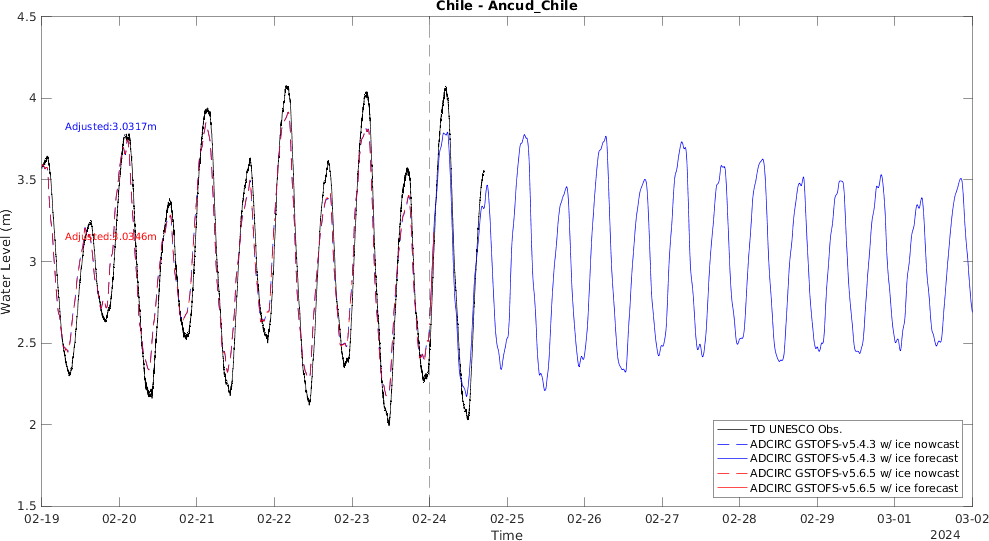 Chile - Ancud_Chile
4.5
4
3.5
3
2.5
2
1.5
Water Level (m)
Adjusted:3.0317m
Adjusted:3.0346m
TD UNESCO Obs.
ADCIRC GSTOFS-v5.4.3 w/ ice nowcast
ADCIRC GSTOFS-v5.4.3 w/ ice forecast
ADCIRC GSTOFS-v5.6.5 w/ ice nowcast
ADCIRC GSTOFS-v5.6.5 w/ ice forecast
02-19 02-20 02-21 02-22 02-23 02-24 02-25 02-26 02-27 02-28 02-29 03-01 03-02
Time
2024